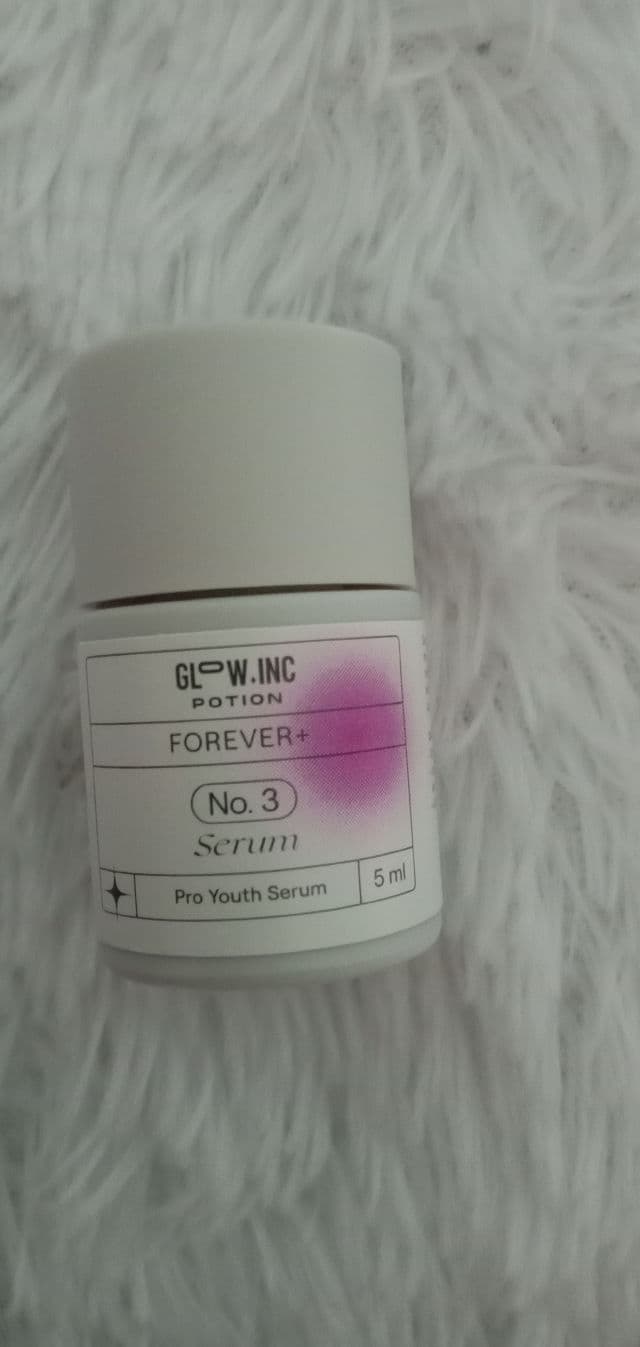 GLOW.INC
POTION
FOREVER+
No. 3
Serum
Pro Youth Serum
5 ml